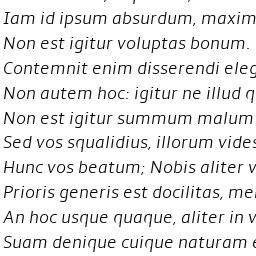 Iam id ipsum absurdum, maxim
Non est igitur voluptas bonum.
Contemnit enim disserendi eleg
Non autem hoc: igitur ne illud q
Non est igitur summum malum
Sed vos squalidius, illorum vides
Hunc vos beatum; Nobis aliter v
Prioris generis est docilitas, me
An hoc usque quaque, aliter in v
Suam denique cuique naturam e